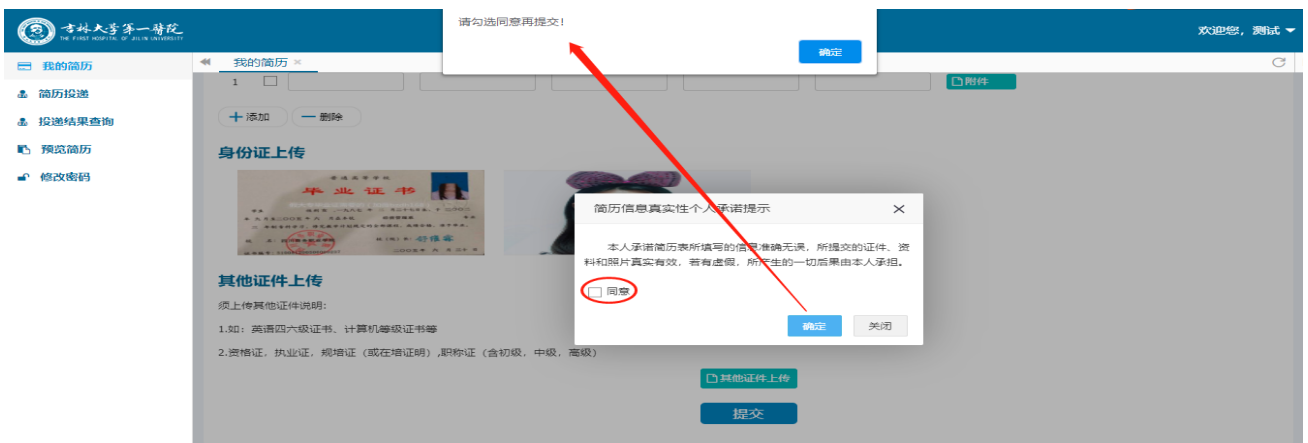 吉林大学第一医院
THE FIRST HOSPITAL OF JILIN UNIVERSITY
请勾选同意再提交！
确定
欢迎您，测试
我的简历
简历投递
投递结果查询
预览简历
修改密码
我的简历 ×
1
附件
添加
删除
身份证上传
毕业证书
简历信息真实性个人承诺提示
本人承诺简历表所填写的信息准确无误，所提交的证件、资
料和照片真实有效，若有虚假，所产生的一切后果由本人承担。
同意
确定
关闭
其他证件上传
须上传其他证件说明：
1.如：英语四六级证书、计算机等级证书等
2.资格证，执业证，规培证（或在培证明）,职称证（含初级，中级，高级）
其他证件上传
提交